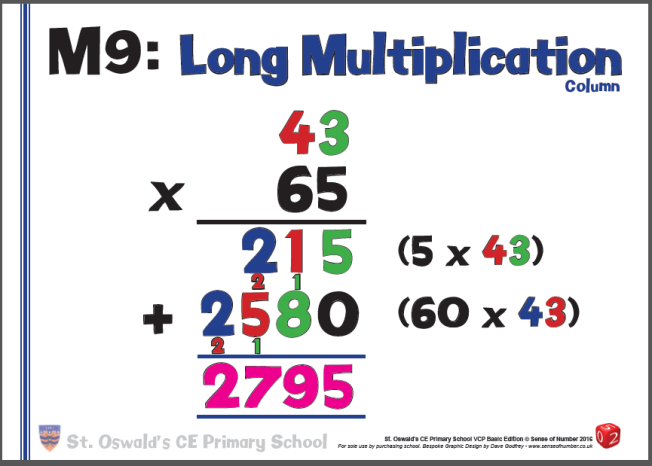 M9: Long Multiplication
Column
43
x 65
215 (5 x 43)
2 1
+ 2580 (60 x 43)
2 1
2795
St. Oswald's CE Primary School
St. Oswald's CE Primary School VCP Basic Edition © Sense of Number 2016
For sole use by purchasing school. Bespoke Graphic Design by Dave Godfrey • www.senseofnumber.co.uk